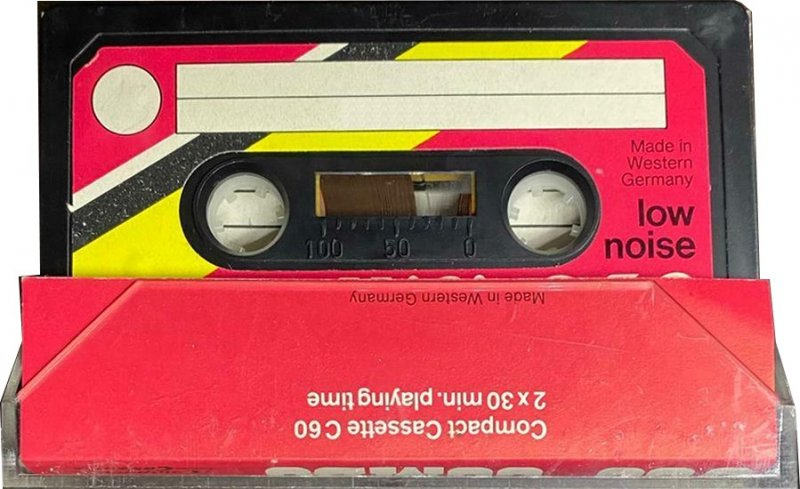 Made in
Western
Germany
low
noise
100 50 0
Made in Western Germany
Compact Cassette C 60
2 x 30 min. playing time